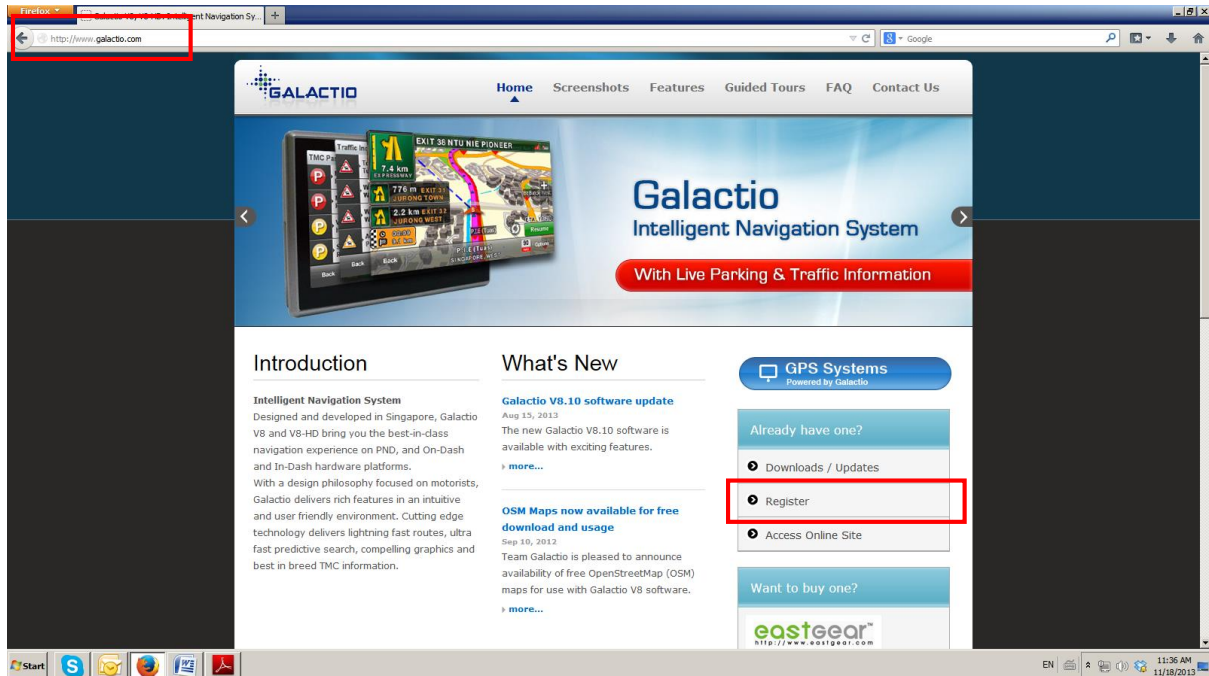 Firefox
Intelligent Navigation Sy...
http://www.galactio.com
Google
GALACTIO
Home Screenshots Features Guided Tours FAQ Contact Us
EXIT 38 NTU NIE PIONEER
7.4 km
EXPRESSWAY
776 m EXIT 31
JURONG TOWN
2.2 km EXIT 33
JURONG WEST
Resume
P.I.E (Tuas)
Back
Back
Back
Galactio
Intelligent Navigation System
With Live Parking & Traffic Information
Introduction
Intelligent Navigation System
Designed and developed in Singapore, Galactio
V8 and V8-HD bring you the best-in-class
navigation experience on PND, and On-Dash
and In-Dash hardware platforms.
With a design philosophy focused on motorists,
Galactio delivers rich features in an intuitive
and user friendly environment. Cutting edge
technology delivers lightning fast routes, ultra
fast predictive search, compelling graphics and
best in breed TMC information.
What's New
Galactio V8.10 software update
Aug 15, 2013
The new Galactio V8.10 software is
available with exciting features.
more...
OSM Maps now available for free
download and usage
Sep 10, 2012
Team Galactio is pleased to announce
availability of free OpenStreetMap (OSM)
maps for use with Galactio V8 software.
more...
GPS Systems
Powered by Galactio
Already have one?
Downloads / Updates
Register
Access Online Site
Want to buy one?
eastgear™
http://www.eastgear.com
Start
EN
11:36 AM
11/18/2013